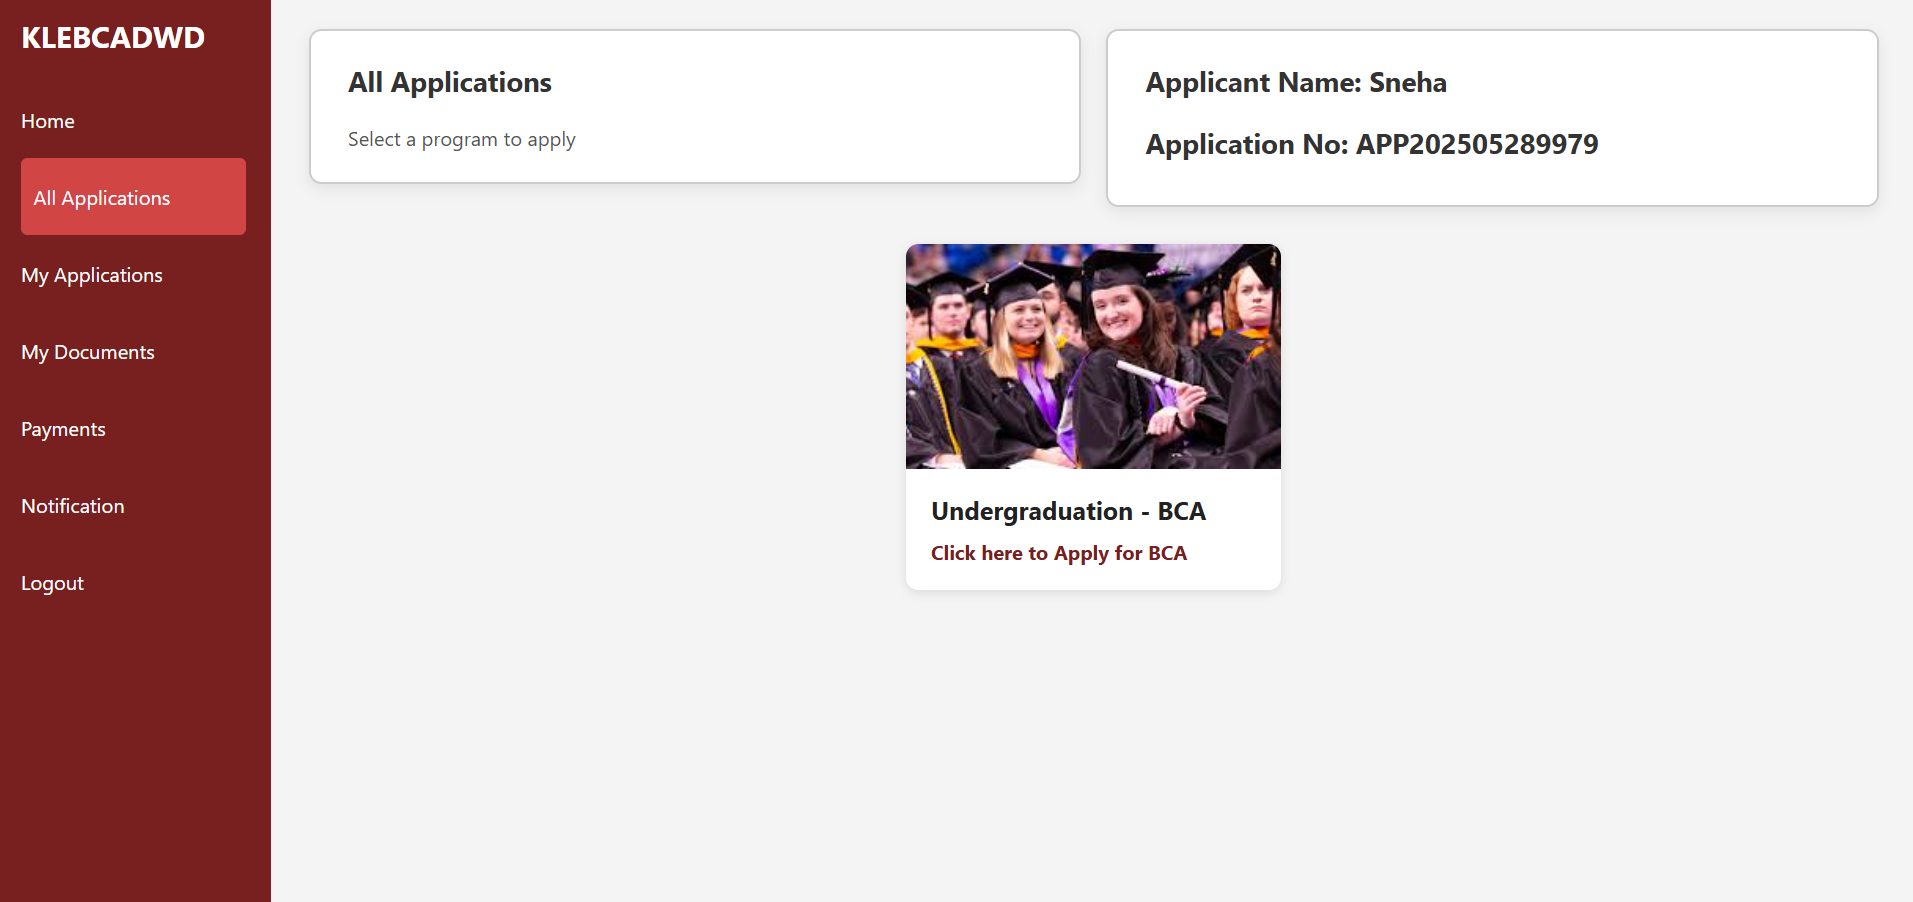 KLEBCADWD
Home
All Applications
My Applications
My Documents
Payments
Notification
Logout
All Applications
Select a program to apply
Applicant Name: Sneha
Application No: APP202505289979
Undergraduation - BCA
Click here to Apply for BCA